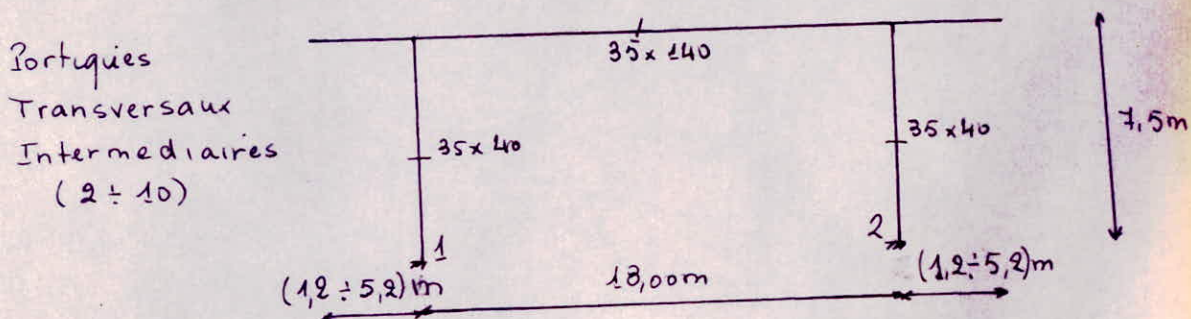 Portiques
Transversaux
Intermediaires
(2 ÷ 10)
35 x 140
35 x 40
35 x 40
7,5m
1
2
(1,2 ÷ 5,2)m
18,00m
(1,2 ÷ 5,2)m